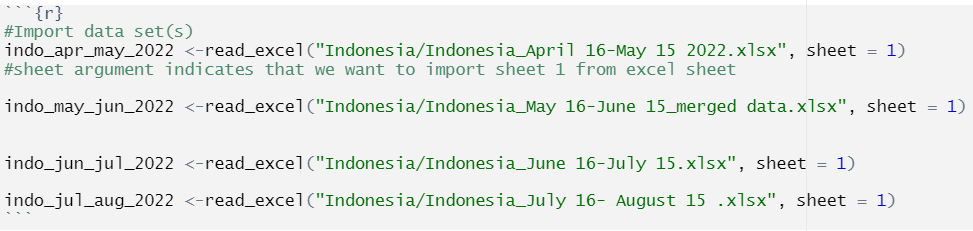 ```{r}
#Import data set(s)
indo_apr_may_2022 <-read_excel("Indonesia/Indonesia_April 16-May 15 2022.xlsx", sheet = 1)
#sheet argument indicates that we want to import sheet 1 from excel sheet
indo_may_jun_2022 <-read_excel("Indonesia/Indonesia_May 16-June 15_merged data.xlsx", sheet = 1)
indo_jun_jul_2022 <-read_excel("Indonesia/Indonesia_June 16-July 15.xlsx", sheet = 1)
indo_jul_aug_2022 <-read_excel("Indonesia/Indonesia_July 16- August 15 .xlsx", sheet = 1)
```